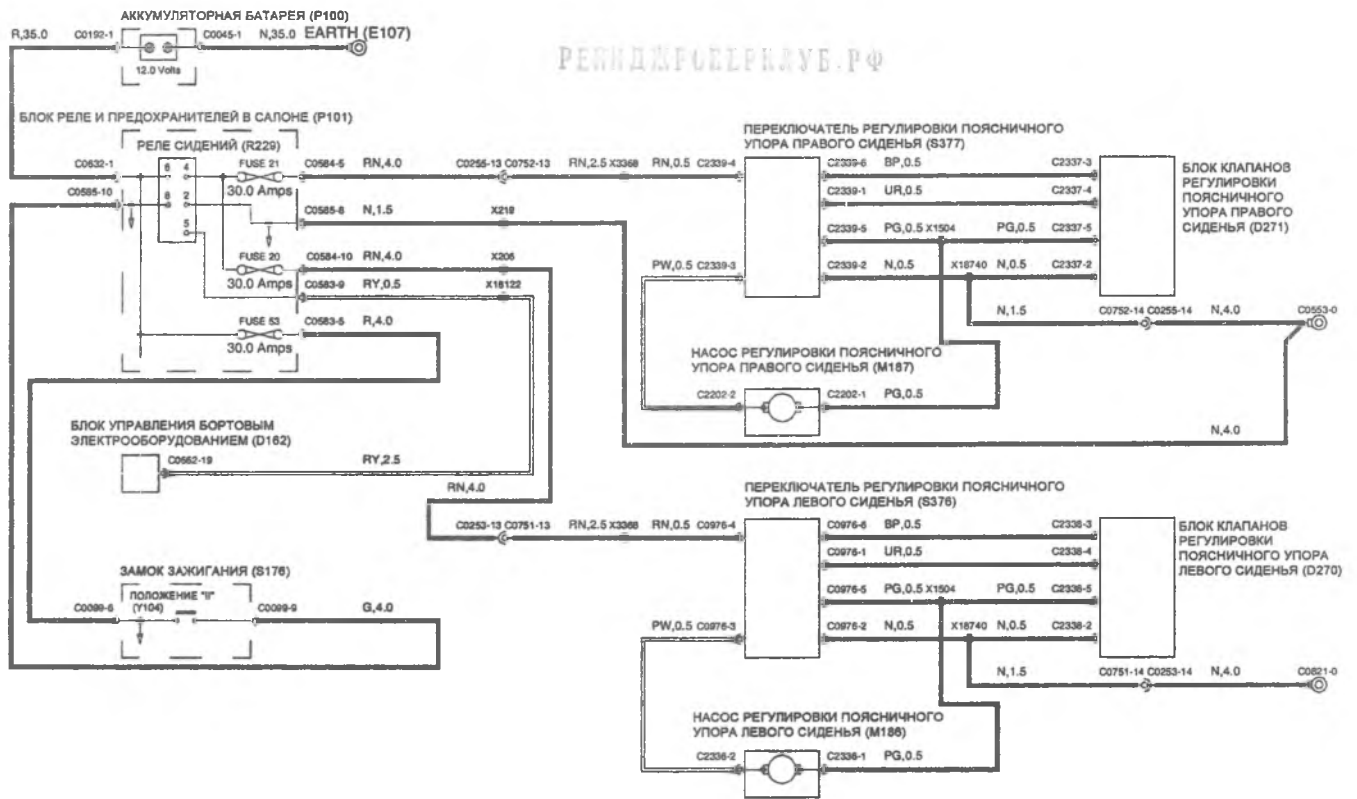 АККУМУЛЯТОРНАЯ БАТАРЕЯ (P100)
R,35.0 C0192-1 C0045-1 N,35.0 EARTH (E107)
12.0 Volts
БЛОК РЕЛЕ И ПРЕДОХРАНИТЕЛЕЙ В САЛОНЕ (P101)
РЕЛЕ СИДЕНИЙ (R229)
C0632-1 6 4 FUSE 21 C0584-5 RN,4.0 C0255-13 C0752-13 RN,2.5 X3368 RN,0.5 C2339-4
30.0 Amps
C0585-10 8 2 C0585-8 N,1.5 X218
5
FUSE 20 C0584-10 RN,4.0 X206
30.0 Amps C0583-9 RY,0.5 X18122
FUSE 53 C0583-5 R,4.0
30.0 Amps
ПЕРЕКЛЮЧАТЕЛЬ РЕГУЛИРОВКИ ПОЯСНИЧНОГО
УПОРА ПРАВОГО СИДЕНЬЯ (S377)
C2339-6 BP,0.5 C2337-3
C2339-1 UR,0.5 C2337-4
C2339-5 PG,0.5 X1504 PG,0.5 C2337-5
PW,0.5 C2339-3 C2339-2 N,0.5 X18740 N,0.5 C2337-2
БЛОК КЛАПАНОВ
РЕГУЛИРОВКИ
ПОЯСНИЧНОГО
УПОРА ПРАВОГО
СИДЕНЬЯ (D271)
N,1.5 C0752-14 C0255-14 N,4.0 C0553-0
НАСОС РЕГУЛИРОВКИ ПОЯСНИЧНОГО
УПОРА ПРАВОГО СИДЕНЬЯ (M187)
C2202-2 C2202-1 PG,0.5
N,4.0
БЛОК УПРАВЛЕНИЯ БОРТОВЫМ
ЭЛЕКТРООБОРУДОВАНИЕМ (D162)
C0562-19 RY,2.5
RN,4.0
C0253-13 C0751-13 RN,2.5 X3366 RN,0.5 C0976-4
ПЕРЕКЛЮЧАТЕЛЬ РЕГУЛИРОВКИ ПОЯСНИЧНОГО
УПОРА ЛЕВОГО СИДЕНЬЯ (S376)
C0976-6 BP,0.5 C2338-3
C0976-1 UR,0.5 C2338-4
C0976-5 PG,0.5 X1504 PG,0.5 C2338-5
PW,0.5 C0976-3 C0976-2 N,0.5 X18740 N,0.5 C2338-2
БЛОК КЛАПАНОВ
РЕГУЛИРОВКИ
ПОЯСНИЧНОГО УПОРА
ЛЕВОГО СИДЕНЬЯ (D270)
N,1.5 C0751-14 C0253-14 N,4.0 C0821-0
ЗАМОК ЗАЖИГАНИЯ (S176)
ПОЛОЖЕНИЕ "II"
(Y104)
C0099-6 C0099-9 G,4.0
НАСОС РЕГУЛИРОВКИ ПОЯСНИЧНОГО
УПОРА ЛЕВОГО СИДЕНЬЯ (M186)
C2336-2 C2336-1 PG,0.5